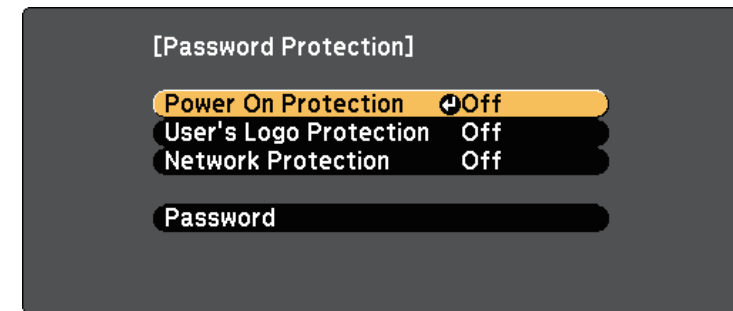 [Password Protection]
Power On Protection Off
User's Logo Protection Off
Network Protection Off
Password